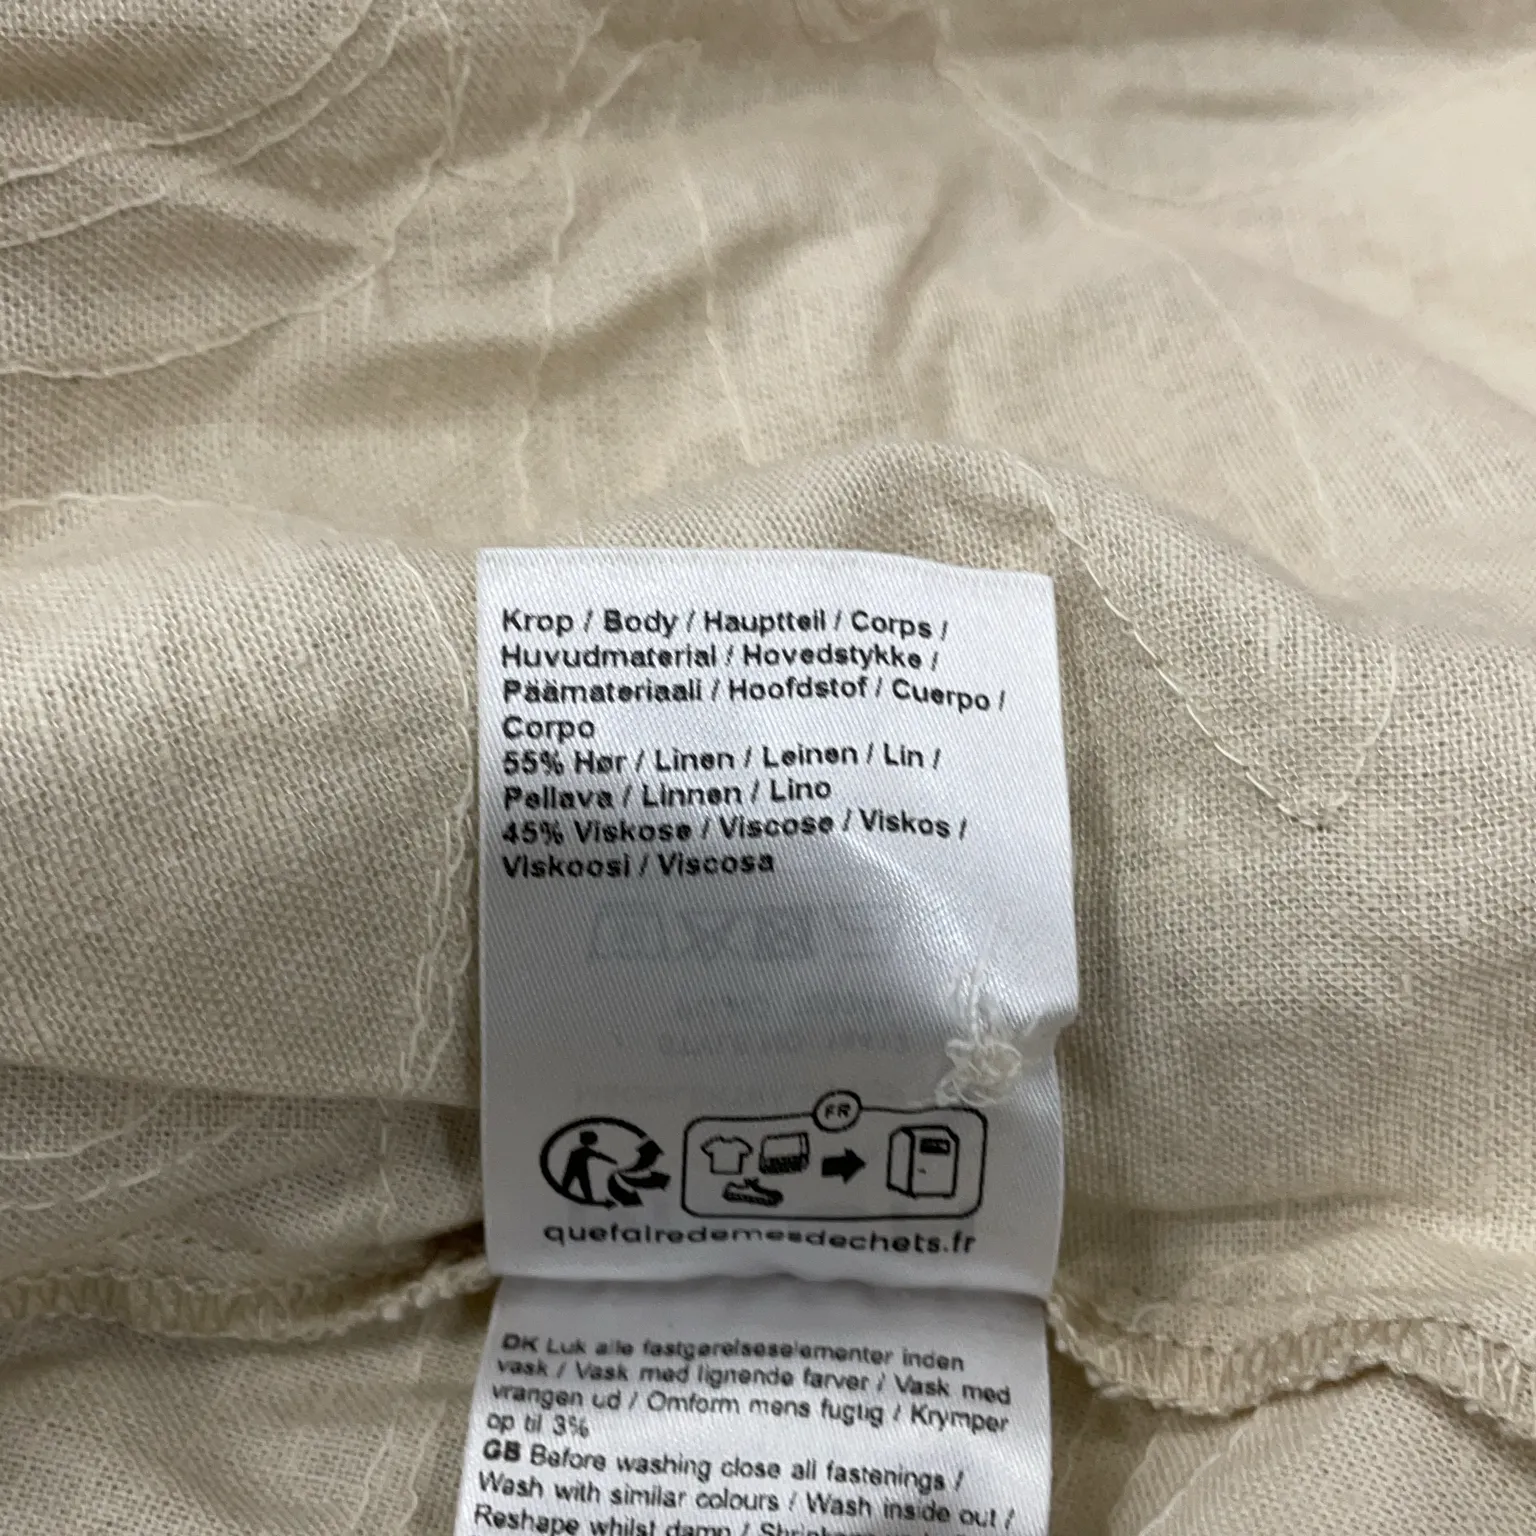 Krop / Body / Hauptteil / Corps /
Huvudmaterial / Hovedstykke /
Päämateriaali / Hoofdstof / Cuerpo /
Corpo
55% Hør / Linen / Leinen / Lin /
Pellava / Linnen / Lino
45% Viskose / Viscose / Viskos /
Viskoosi / Viscosa
FR
quefairedemesdechets.fr
DK Luk alle fastgørelseselementer inden
vask / Vask med lignende farver / Vask med
vrangen ud / Omform mens fugtig / Krymper
op til 3%
GB Before washing close all fastenings /
Wash with similar colours / Wash inside out /
Reshape whilst damp /